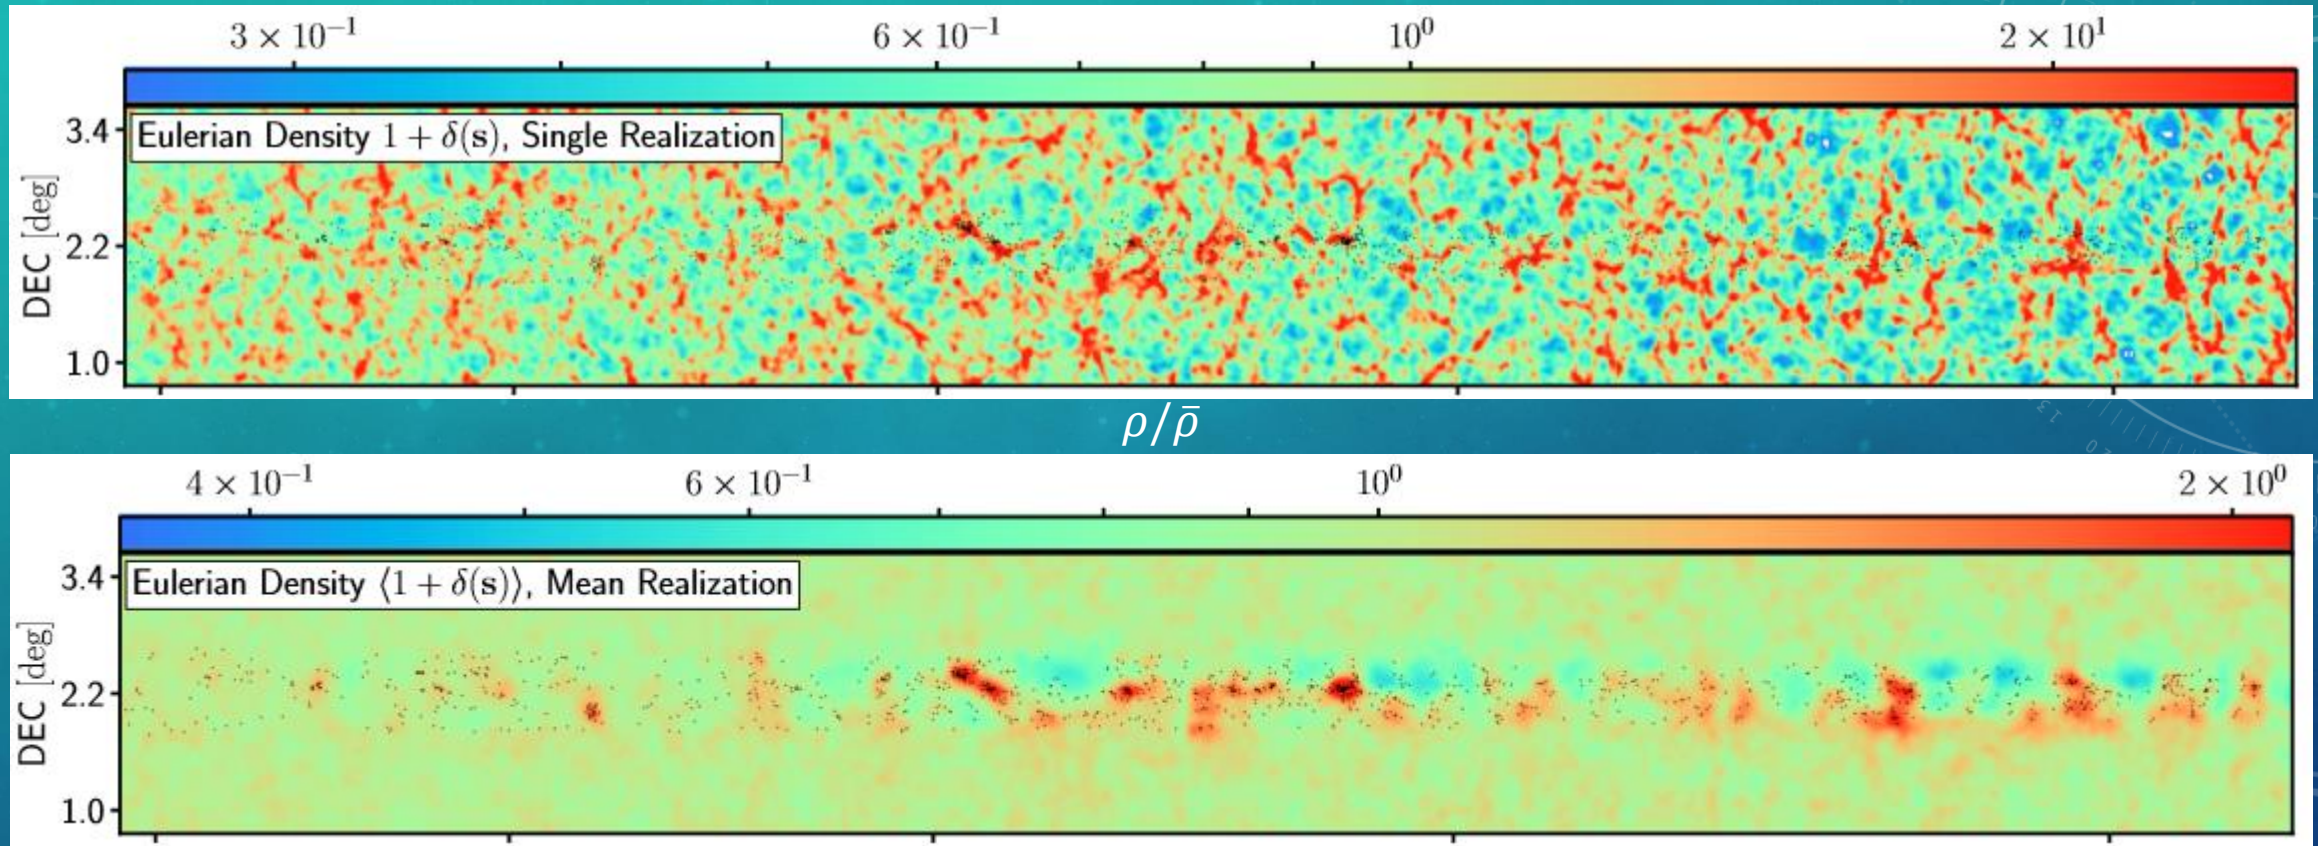 3 × 10⁻¹ 6 × 10⁻¹ 10⁰ 2 × 10¹
Eulerian Density 1 + δ(s), Single Realization
3.4
2.2
1.0
DEC [deg]
ρ/ρ̄
4 × 10⁻¹ 6 × 10⁻¹ 10⁰ 2 × 10⁰
Eulerian Density ⟨1 + δ(s)⟩, Mean Realization
3.4
2.2
1.0
DEC [deg]